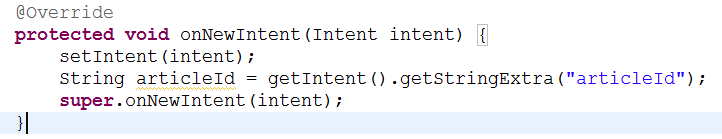 @Override
protected void onNewIntent(Intent intent) {
setIntent(intent);
String articleId = getIntent().getStringExtra("articleId");
super.onNewIntent(intent);
}